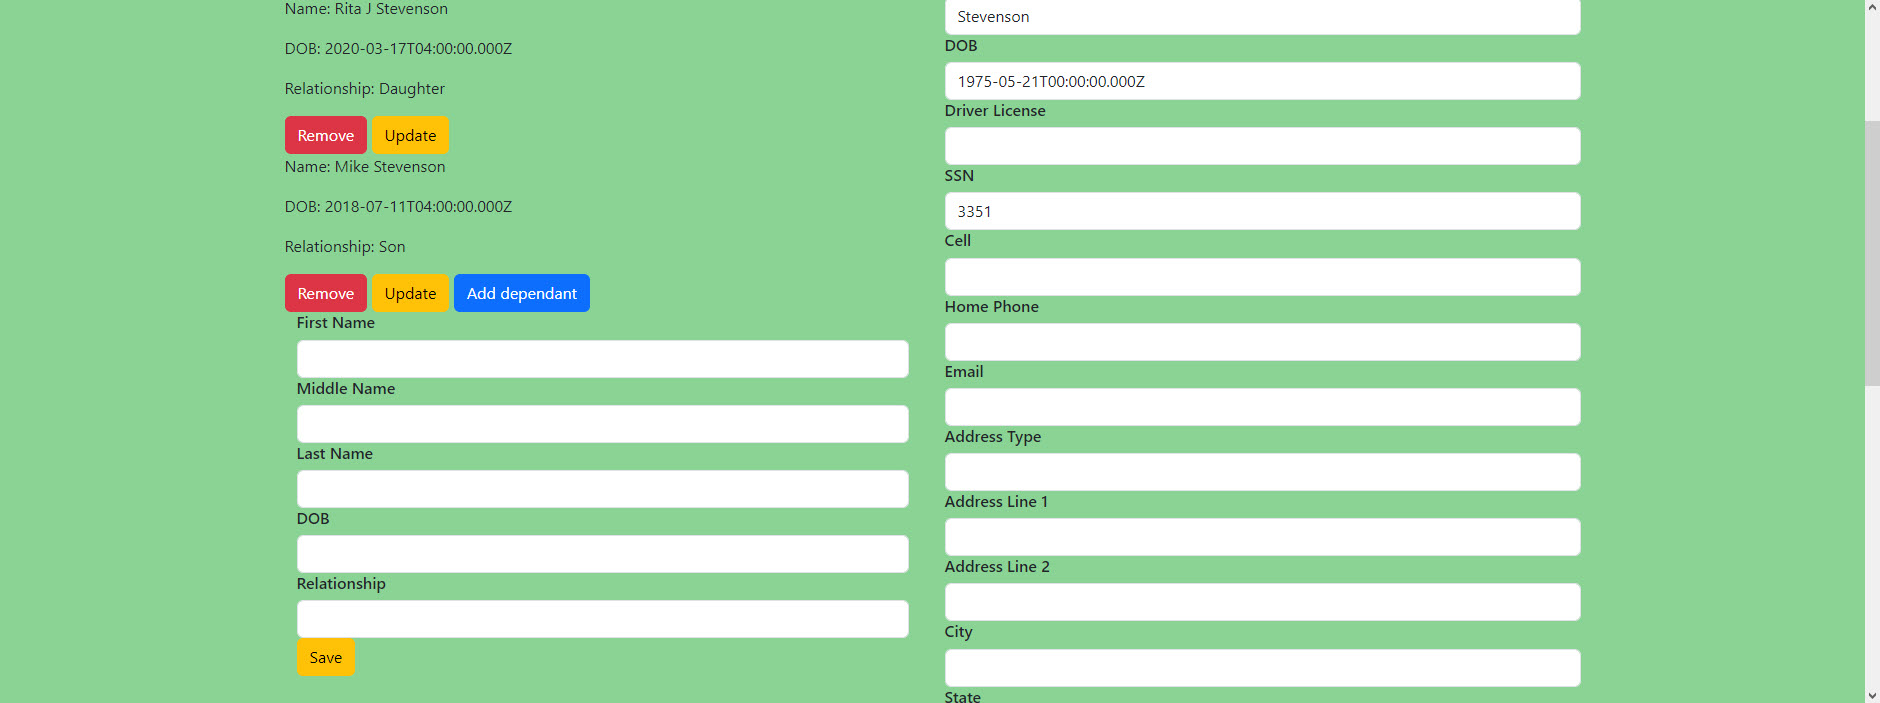 Name: Rita J Stevenson
DOB: 2020-03-17T04:00:00.000Z
Relationship: Daughter
Remove Update
Name: Mike Stevenson
DOB: 2018-07-11T04:00:00.000Z
Relationship: Son
Remove Update Add dependant
First Name
Middle Name
Last Name
DOB
Relationship
Save
Stevenson
DOB
1975-05-21T00:00:00.000Z
Driver License
SSN
3351
Cell
Home Phone
Email
Address Type
Address Line 1
Address Line 2
City
State